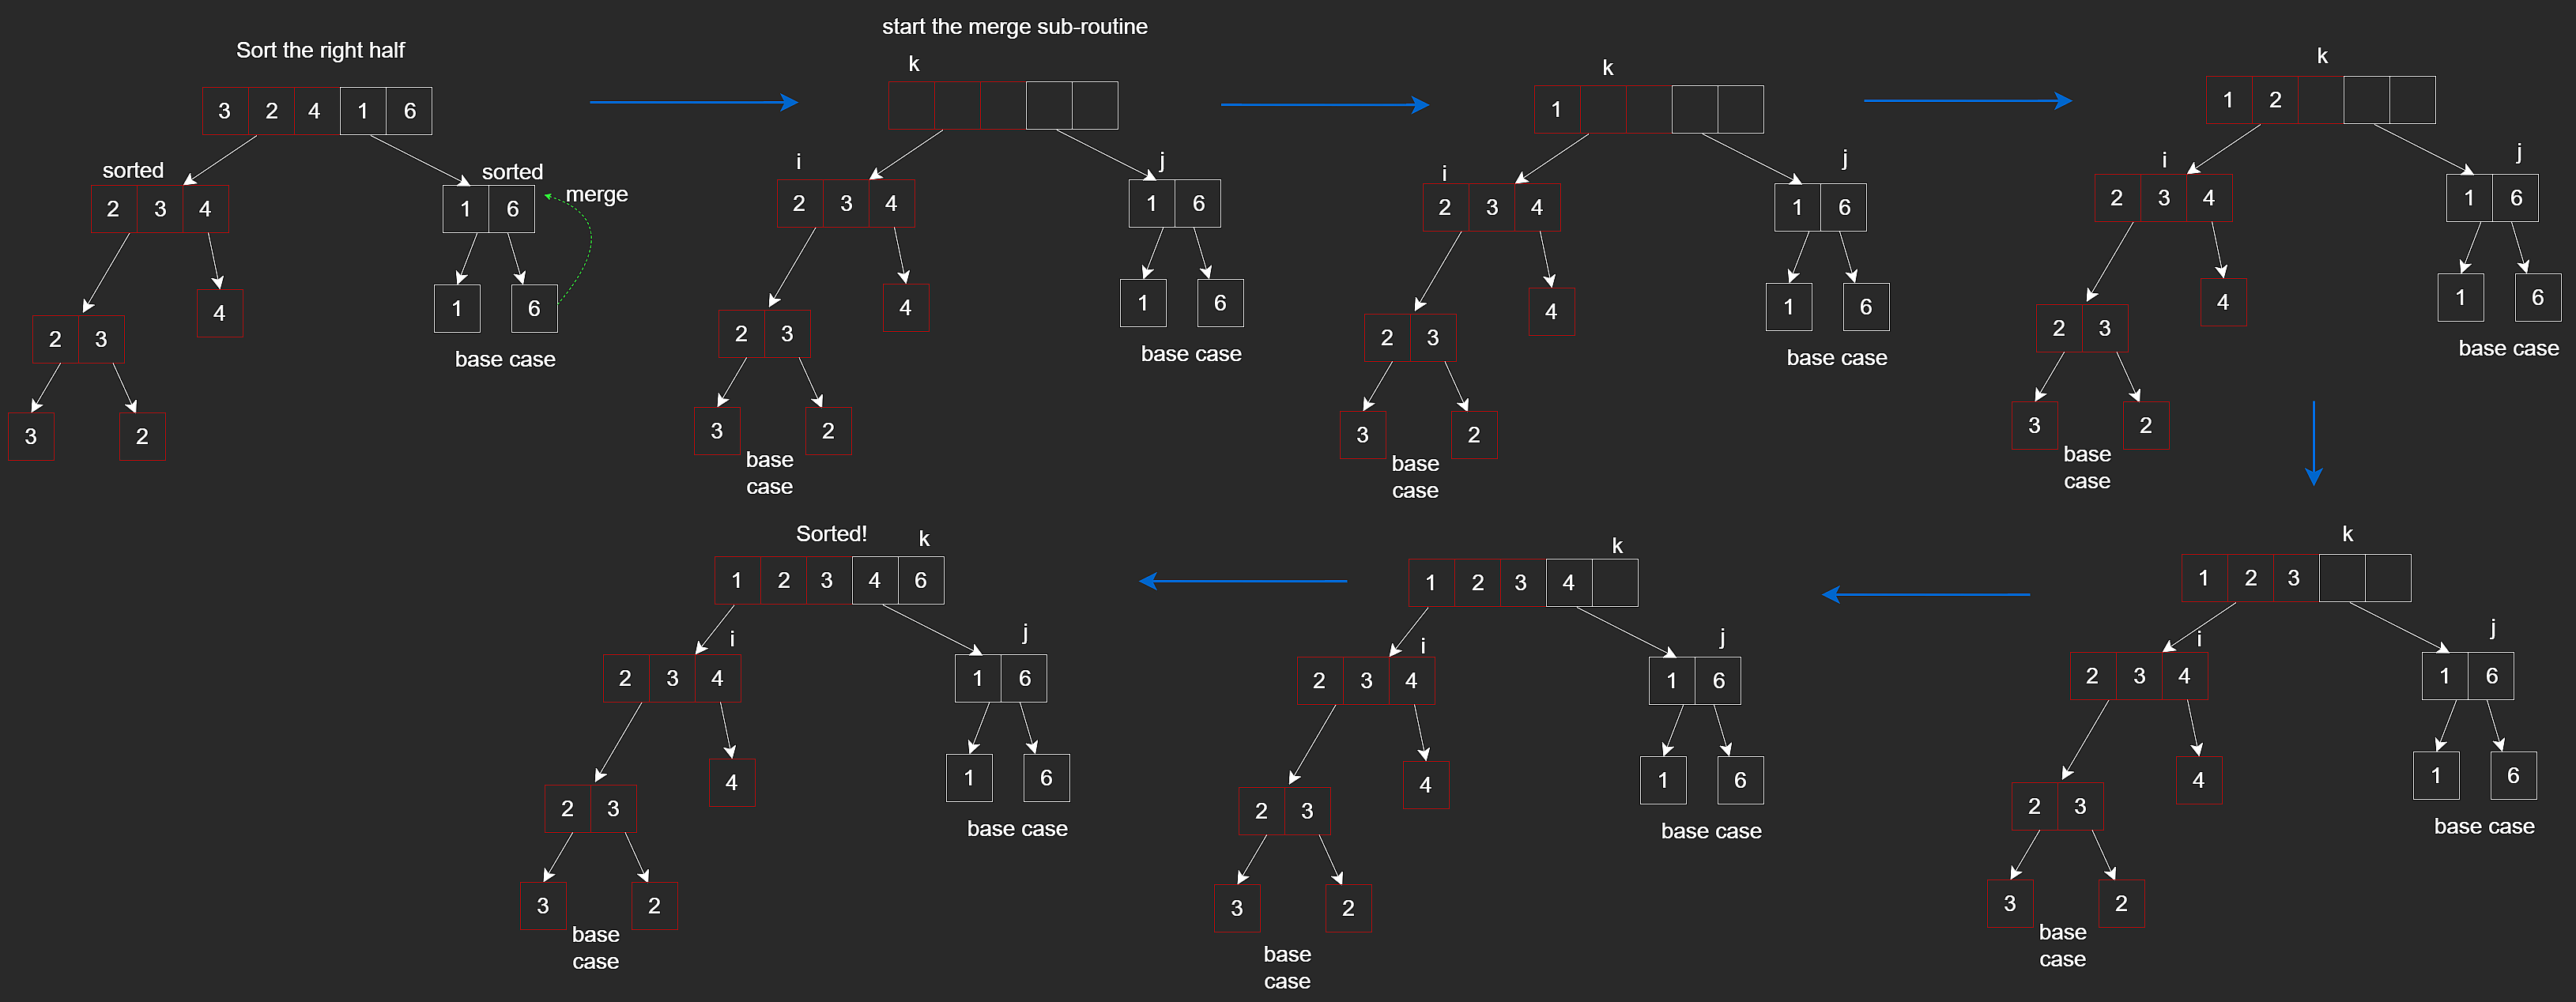 Sort the right half
3 2 4 1 6
sorted
sorted
merge
2 3 4
1 6
4
1
6
2 3
base case
3
2
start the merge sub-routine
k
i
j
2 3 4
1 6
4
1
6
2 3
base case
3
2
base
case
k
1
i
j
2 3 4
1 6
4
1
6
2 3
base case
3
2
base
case
k
1 2
i
j
2 3 4
1 6
4
1
6
2 3
base case
3
2
base
case
k
1 2 3
i
j
2 3 4
1 6
4
1
6
2 3
base case
3
2
base
case
k
1 2 3 4
i
j
2 3 4
1 6
4
1
6
2 3
base case
3
2
base
case
Sorted!
k
1 2 3 4 6
i
j
2 3 4
1 6
4
1
6
2 3
base case
3
2
base
case